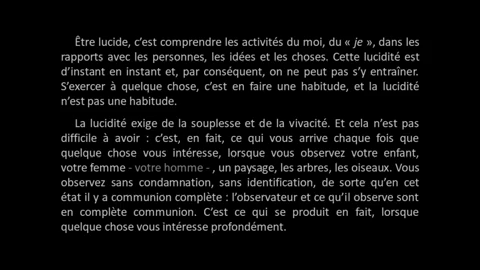 Être lucide, c’est comprendre les activités du moi, du « je », dans les
rapports avec les personnes, les idées et les choses. Cette lucidité est
d’instant en instant et, par conséquent, on ne peut pas s’y entraîner.
S’exercer à quelque chose, c’est en faire une habitude, et la lucidité
n’est pas une habitude.
La lucidité exige de la souplesse et de la vivacité. Et cela n’est pas
difficile à avoir : c’est, en fait, ce qui vous arrive chaque fois que
quelque chose vous intéresse, lorsque vous observez votre enfant,
votre femme - votre homme - , un paysage, les arbres, les oiseaux. Vous
observez sans condamnation, sans identification, de sorte qu’en cet
état il y a communion complète : l’observateur et ce qu’il observe sont
en complète communion. C’est ce qui se produit en fait, lorsque
quelque chose vous intéresse profondément.